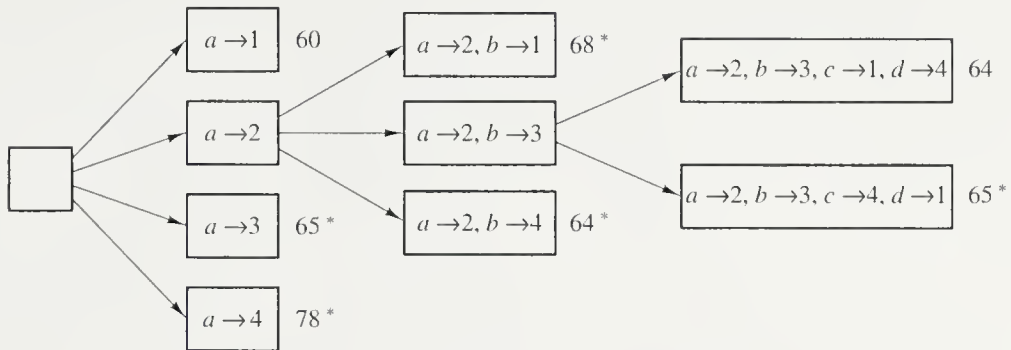 a →1 60
a →2, b →1 68*
a →2, b →3, c →1, d →4 64
a →2
a →2, b →3
a →3 65*
a →2, b →4 64*
a →2, b →3, c →4, d →1 65*
a →4 78*